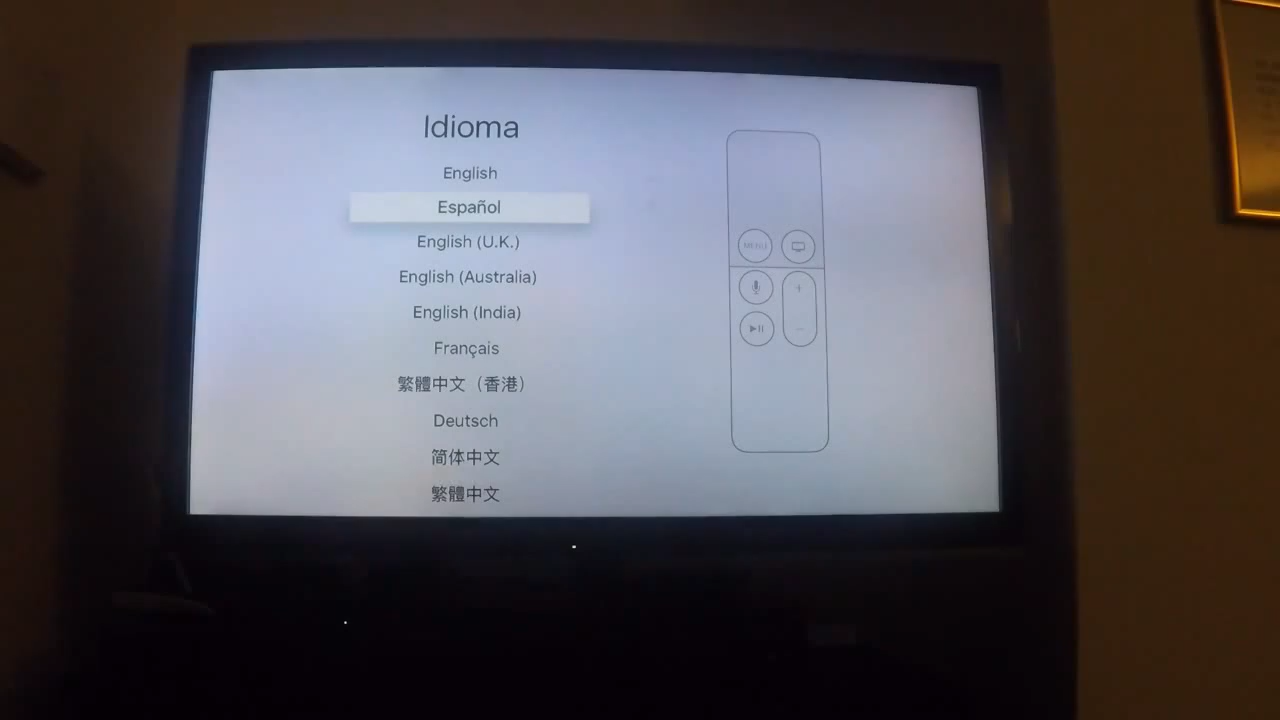 Idioma
English
Español
English (U.K.)
English (Australia)
English (India)
Français
繁體中文（香港）
Deutsch
简体中文
繁體中文
MENU